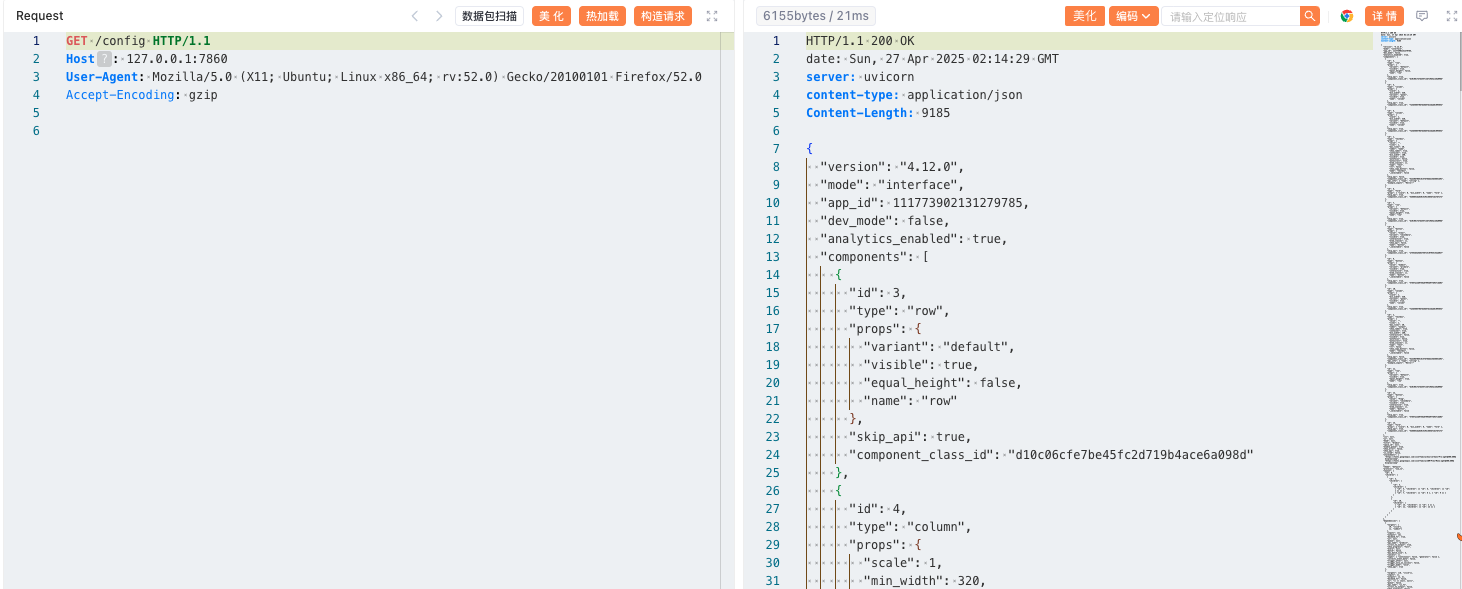 Request
数据包扫描 美 化 热加载 构造请求
1 GET /config HTTP/1.1
2 Host ? : 127.0.0.1:7860
3 User-Agent: Mozilla/5.0 (X11; Ubuntu; Linux x86_64; rv:52.0) Gecko/20100101 Firefox/52.0
4 Accept-Encoding: gzip
5
6
6155bytes / 21ms 美化 编码 请输入定位响应 详 情
1 HTTP/1.1 200 OK
2 date: Sun, 27 Apr 2025 02:14:29 GMT
3 server: uvicorn
4 content-type: application/json
5 Content-Length: 9185
6
7 {
8 "version": "4.12.0",
9 "mode": "interface",
10 "app_id": 111773902131279785,
11 "dev_mode": false,
12 "analytics_enabled": true,
13 "components": [
14 {
15 "id": 3,
16 "type": "row",
17 "props": {
18 "variant": "default",
19 "visible": true,
20 "equal_height": false,
21 "name": "row"
22 },
23 "skip_api": true,
24 "component_class_id": "d10c06cfe7be45fc2d719b4ace6a098d"
25 },
26 {
27 "id": 4,
28 "type": "column",
29 "props": {
30 "scale": 1,
31 "min_width": 320,